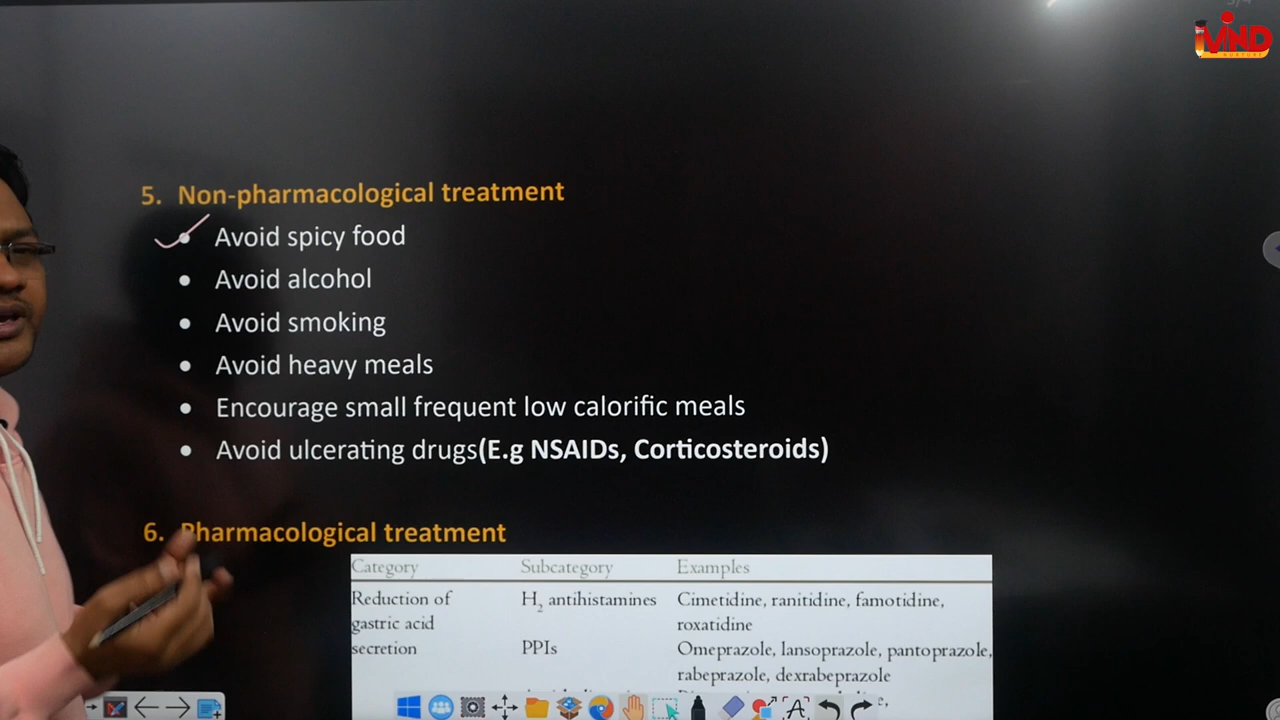 MIND
5. Non-pharmacological treatment
• Avoid spicy food
• Avoid alcohol
• Avoid smoking
• Avoid heavy meals
• Encourage small frequent low calorific meals
• Avoid ulcerating drugs(E.g NSAIDs, Corticosteroids)
6. Pharmacological treatment
Category Subcategory Examples
Reduction of H₂ antihistamines Cimetidine, ranitidine, famotidine,
gastric acid roxatidine
secretion PPIs Omeprazole, lansoprazole, pantoprazole,
rabeprazole, dexrabeprazole